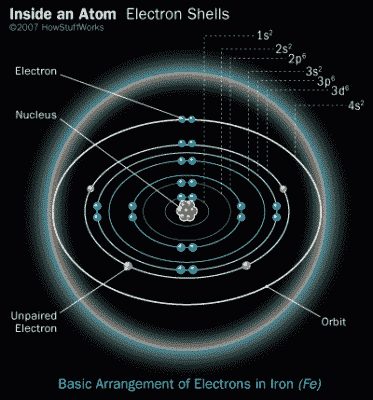 Inside an Atom Electron Shells
©2007 HowStuffWorks
1s²
2s²
2p⁶
3s²
3p⁶
3d⁶
4s²
Electron
Nucleus
Unpaired
Electron
Orbit
Basic Arrangement of Electrons in Iron (Fe)